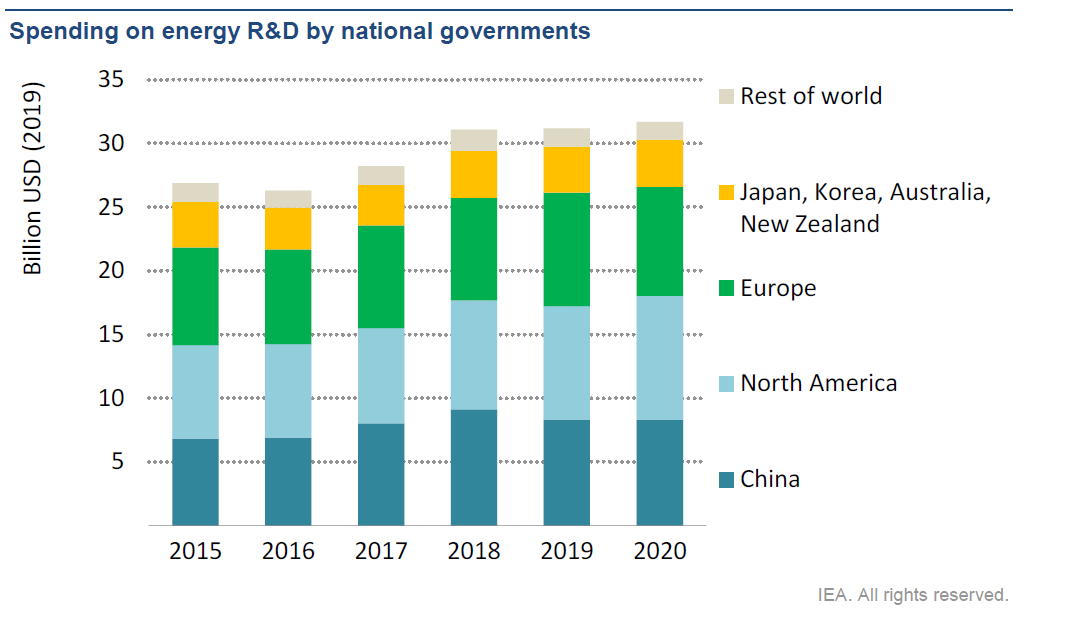 Spending on energy R&D by national governments
Billion USD (2019)
35
30
25
20
15
10
5
2015 2016 2017 2018 2019 2020
Rest of world
Japan, Korea, Australia,
New Zealand
Europe
North America
China
IEA. All rights reserved.